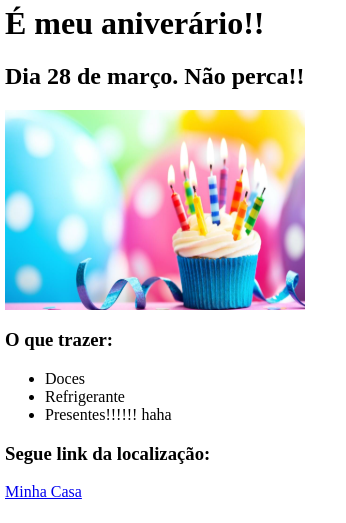 É meu aniverário!!
Dia 28 de março. Não perca!!
O que trazer:
Doces
Refrigerante
Presentes!!!!!! haha
Segue link da localização:
Minha Casa